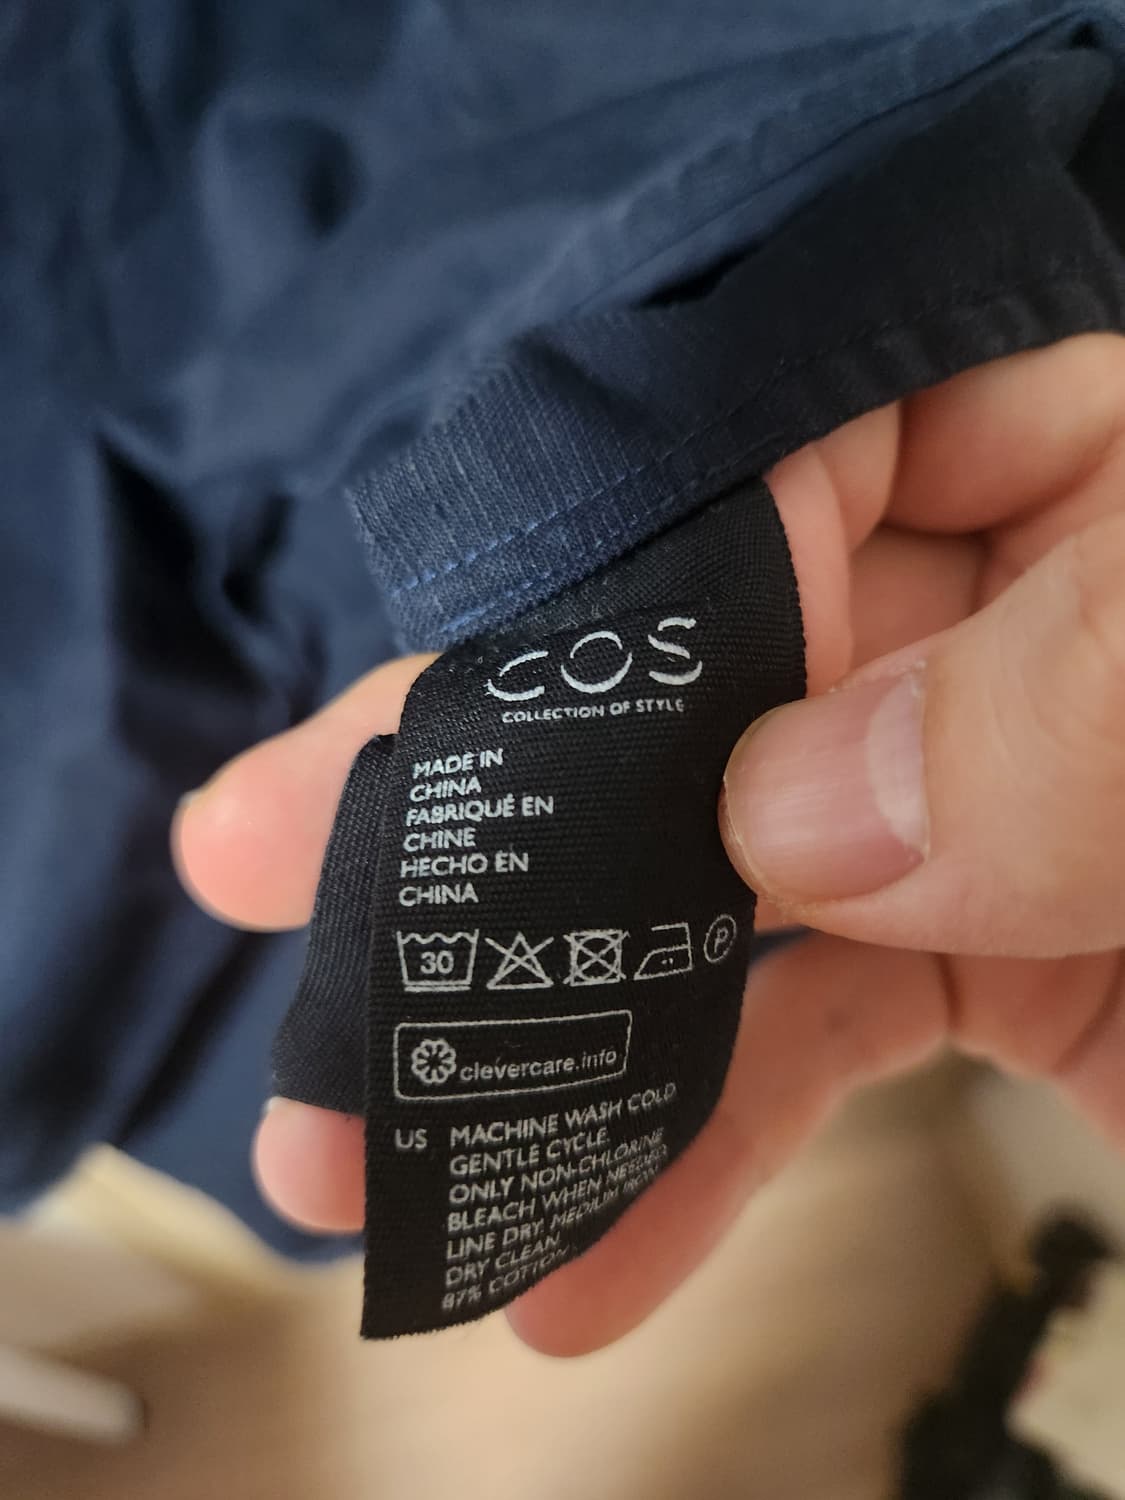 COS
COLLECTION OF STYLE
MADE IN
CHINA
FABRIQUÉ EN
CHINE
HECHO EN
CHINA
30
P
clevercare.info
US MACHINE WASH COLD
GENTLE CYCLE.
ONLY NON-CHLORINE
BLEACH WHEN NEEDED
LINE DRY. MEDIUM IRON
DRY CLEAN
87% COTTON